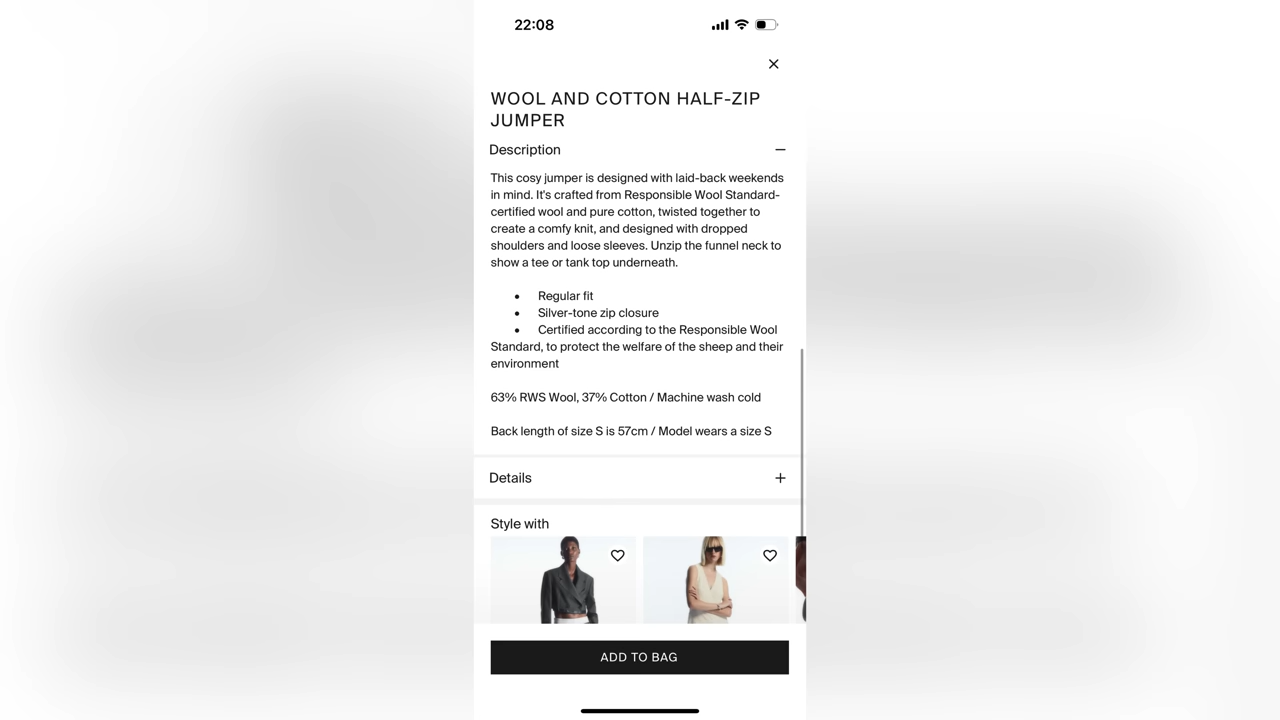 22:08
WOOL AND COTTON HALF-ZIP
JUMPER
Description
This cosy jumper is designed with laid-back weekends
in mind. It's crafted from Responsible Wool Standard-
certified wool and pure cotton, twisted together to
create a comfy knit, and designed with dropped
shoulders and loose sleeves. Unzip the funnel neck to
show a tee or tank top underneath.
• Regular fit
• Silver-tone zip closure
• Certified according to the Responsible Wool
Standard, to protect the welfare of the sheep and their
environment
63% RWS Wool, 37% Cotton / Machine wash cold
Back length of size S is 57cm / Model wears a size S
Details
Style with
ADD TO BAG